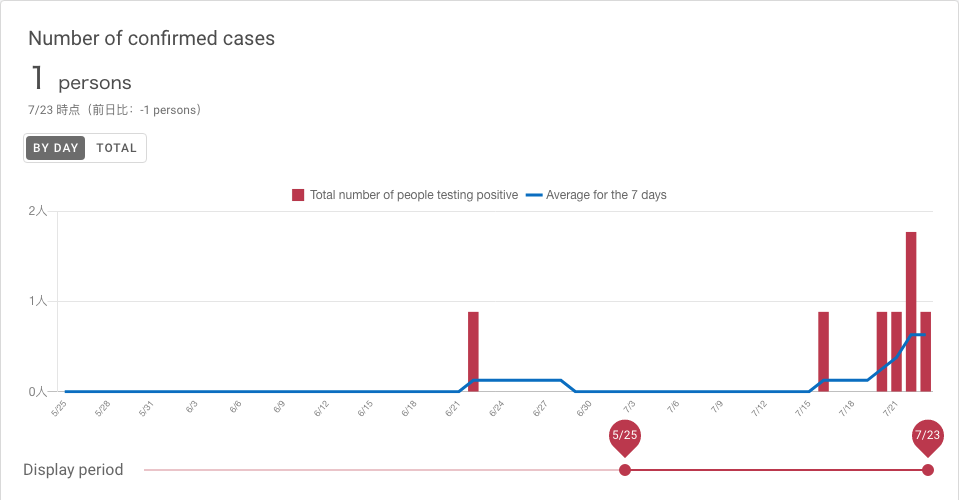 Number of confirmed cases
1 persons
7/23 時点（前日比：-1 persons）
BY DAY TOTAL
Total number of people testing positive Average for the 7 days
2人
1人
0人
5/25 5/28 5/31 6/3 6/6 6/9 6/12 6/15 6/18 6/21 6/24 6/27 6/30 7/3 7/6 7/9 7/12 7/15 7/18 7/21
5/25 7/23
Display period